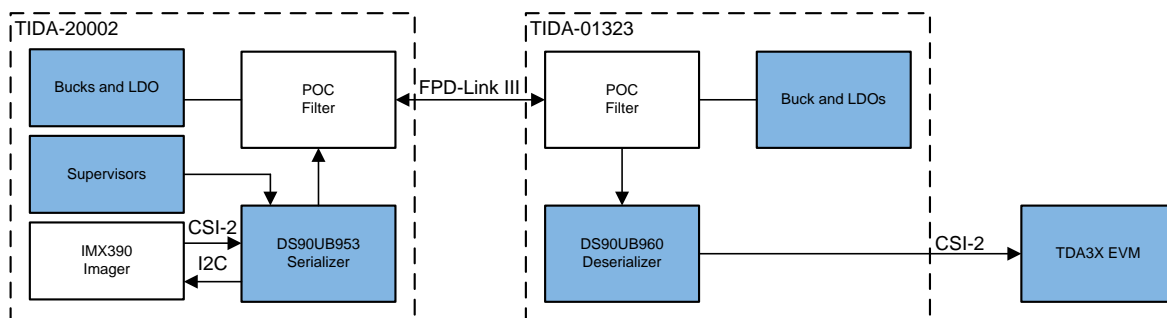 TIDA-20002
Bucks and LDO
POC
Filter
Supervisors
IMX390
Imager
CSI-2
I2C
DS90UB953
Serializer
FPD-Link III
TIDA-01323
POC
Filter
Buck and LDOs
DS90UB960
Deserializer
CSI-2
TDA3X EVM